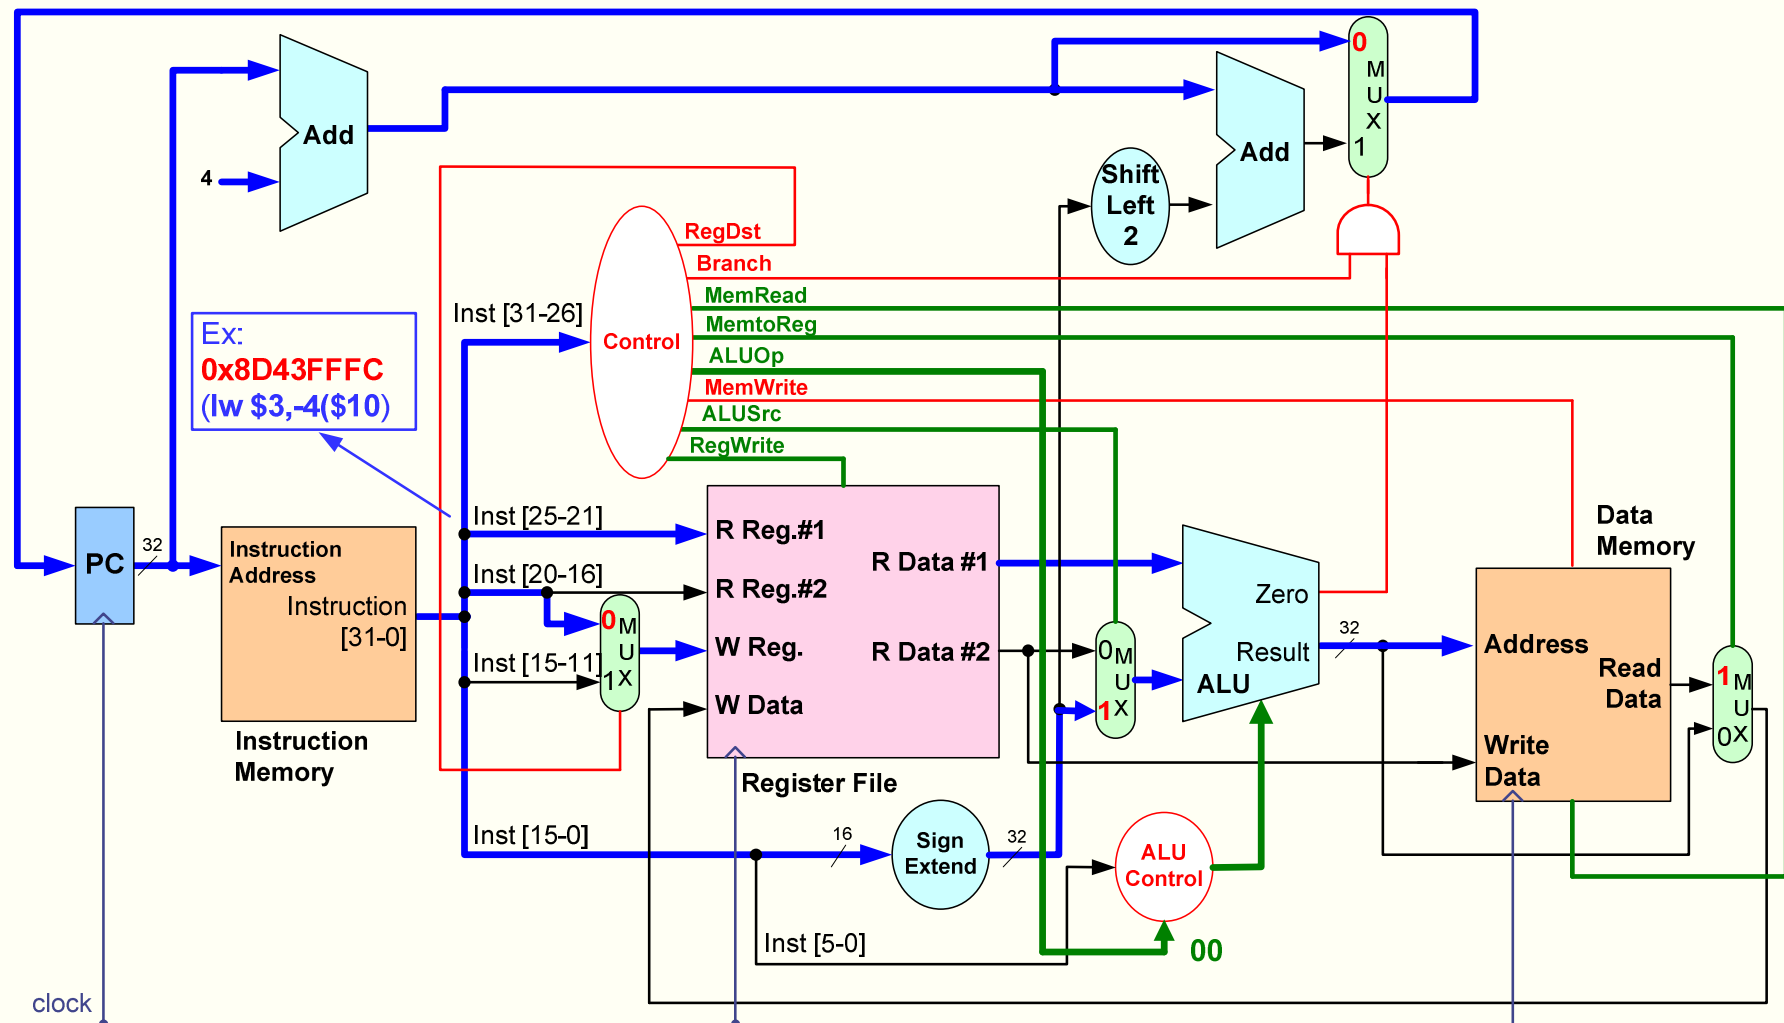 0
M
U
X
1
Add
4
Add
Shift
Left
2
RegDst
Branch
MemRead
MemtoReg
ALUOp
MemWrite
ALUSrc
RegWrite
Control
Inst [31-26]
Ex:
0x8D43FFFC
(lw $3,-4($10)
PC
32
Instruction
Address
Instruction
[31-0]
Instruction
Memory
Inst [25-21]
Inst [20-16]
Inst [15-11]
0
M
U
1X
R Reg.#1
R Reg.#2
W Reg.
W Data
R Data #1
R Data #2
Register File
0M
U
1X
Zero
Result
ALU
32
Data
Memory
Address
Read
Data
Write
Data
1
M
U
0X
Inst [15-0]
16
Sign
Extend
32
ALU
Control
Inst [5-0]
00
clock